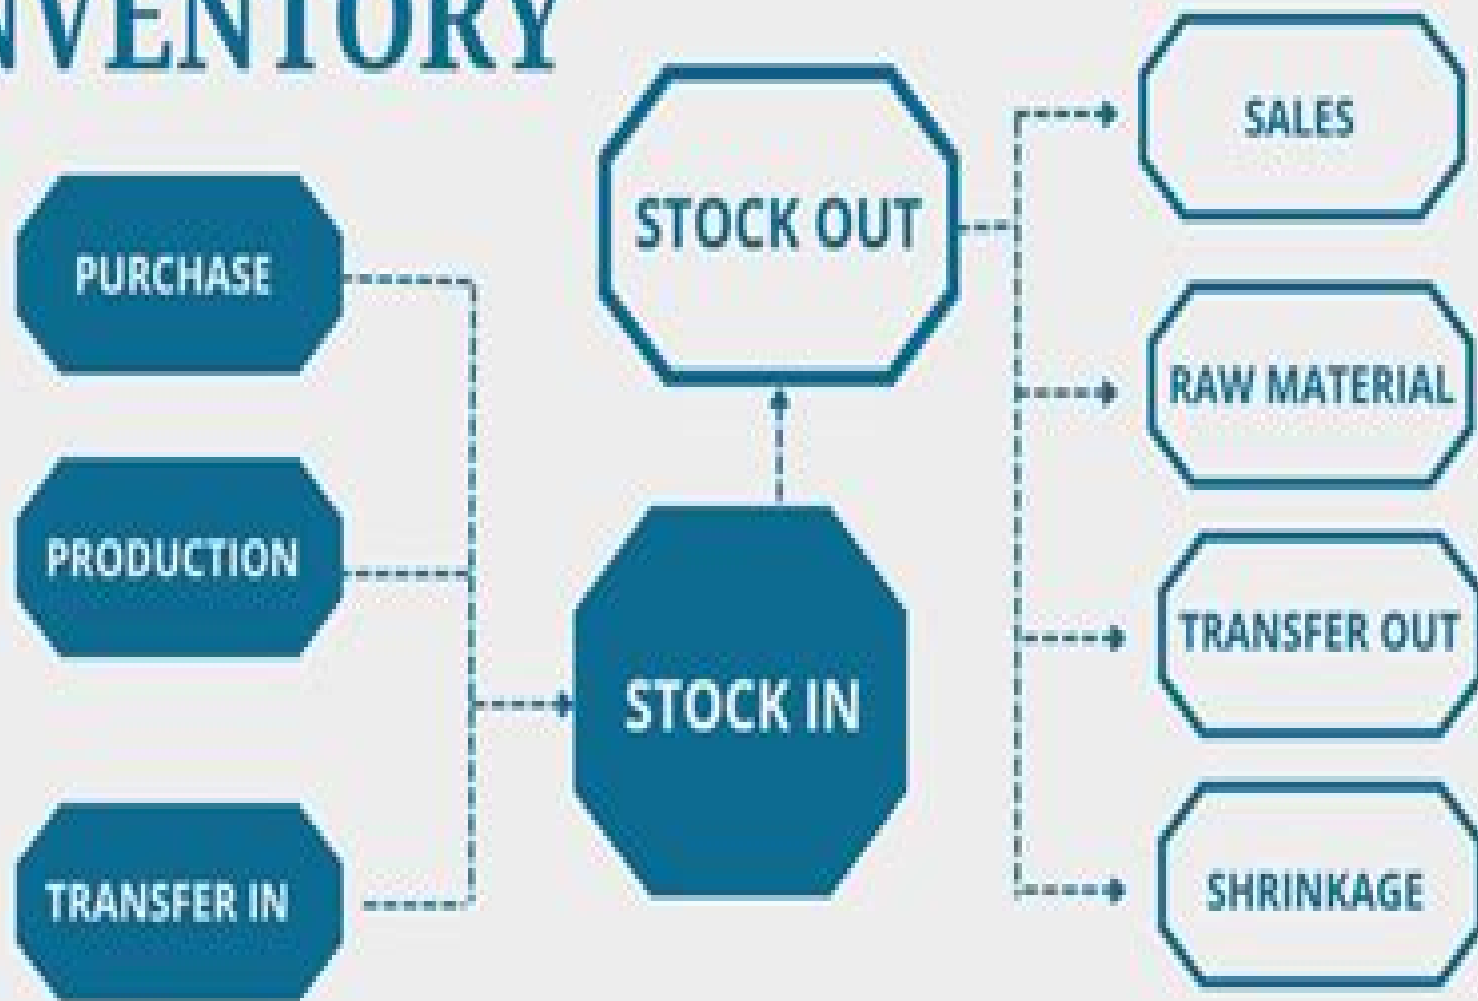 NVENTORY
PURCHASE
PRODUCTION
TRANSFER IN
STOCK OUT
STOCK IN
SALES
RAW MATERIAL
TRANSFER OUT
SHRINKAGE